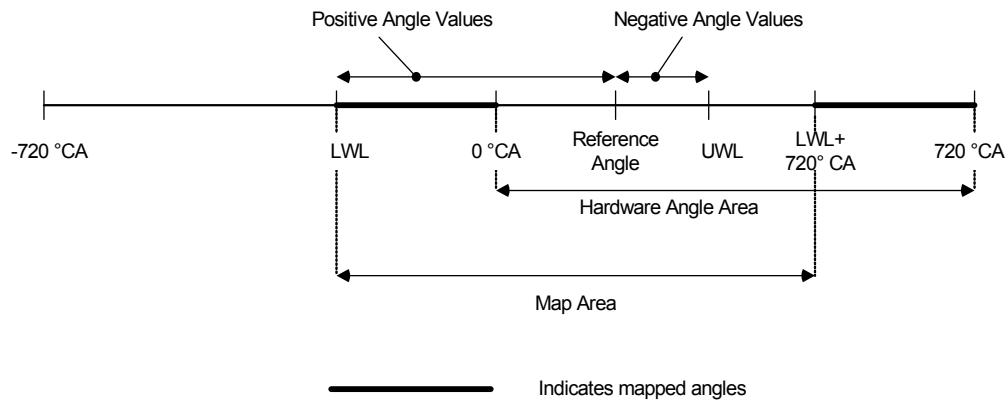 Positive Angle Values
Negative Angle Values
-720 °CA
LWL
0 °CA
Reference
Angle
UWL
LWL+
720° CA
720 °CA
Hardware Angle Area
Map Area
Indicates mapped angles